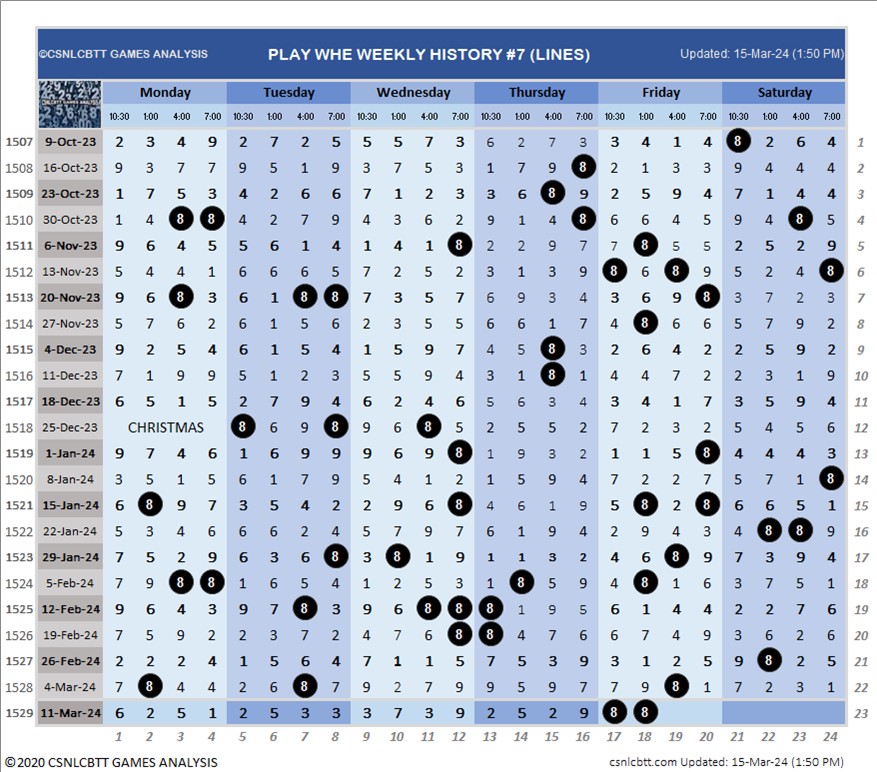 ©CSNLCBTT GAMES ANALYSIS PLAY WHE WEEKLY HISTORY #7 (LINES) Updated: 15-Mar-24 (1:50 PM)
Monday Tuesday Wednesday Thursday Friday Saturday
10:30 1:00 4:00 7:00 10:30 1:00 4:00 7:00 10:30 1:00 4:00 7:00 10:30 1:00 4:00 7:00 10:30 1:00 4:00 7:00 10:30 1:00 4:00 7:00
1507 9-Oct-23 2 3 4 9 2 7 2 5 5 5 7 3 6 2 7 3 3 4 1 4 8 2 6 4 1
1508 16-Oct-23 9 3 7 7 9 5 1 9 3 7 5 3 1 7 9 8 2 1 3 3 9 4 4 4 2
1509 23-Oct-23 1 7 5 3 4 2 6 6 7 1 2 3 3 6 8 9 2 5 9 4 7 1 4 4 3
1510 30-Oct-23 1 4 8 8 4 2 7 9 4 3 6 2 9 1 4 8 6 6 4 5 9 4 8 5 4
1511 6-Nov-23 9 6 4 5 5 6 1 4 1 4 1 8 2 2 9 7 7 8 5 5 2 5 2 9 5
1512 13-Nov-23 5 4 4 1 6 6 6 5 7 2 5 2 3 1 3 9 8 6 8 9 5 2 4 8 6
1513 20-Nov-23 9 6 8 3 6 1 8 8 7 3 5 7 6 9 3 4 3 6 9 8 3 7 2 3 7
1514 27-Nov-23 5 7 6 2 6 1 5 6 2 3 5 5 6 6 1 7 4 8 6 6 5 7 9 2 8
1515 4-Dec-23 9 2 5 4 6 1 5 4 1 5 9 7 4 5 8 3 2 6 4 2 2 5 9 2 9
1516 11-Dec-23 7 1 9 9 5 1 2 3 5 5 9 4 3 1 8 1 4 4 7 2 2 3 1 9 10
1517 18-Dec-23 6 5 1 5 2 7 9 4 6 2 4 6 5 6 3 4 3 4 1 7 3 5 9 4 11
1518 25-Dec-23 CHRISTMAS 8 6 9 8 9 6 8 5 2 5 5 2 7 2 3 2 5 4 5 6 12
1519 1-Jan-24 9 7 4 6 1 6 9 9 9 6 9 8 1 9 3 2 1 1 5 8 4 4 4 3 13
1520 8-Jan-24 3 5 1 5 6 1 7 9 5 4 1 2 1 5 9 4 7 2 2 7 5 7 1 8 14
1521 15-Jan-24 6 8 9 7 3 5 4 2 2 9 6 8 4 6 1 9 5 8 2 8 6 6 5 1 15
1522 22-Jan-24 5 3 4 6 6 6 2 4 5 7 9 7 6 1 9 4 2 9 4 3 4 8 8 9 16
1523 29-Jan-24 7 5 2 9 6 3 6 8 3 8 1 9 1 1 3 2 4 6 8 9 7 3 9 4 17
1524 5-Feb-24 7 9 8 8 1 6 5 4 1 2 5 3 1 8 5 9 4 8 1 6 3 7 5 1 18
1525 12-Feb-24 9 6 4 3 9 7 8 3 9 6 8 8 8 1 9 5 6 1 4 4 2 2 7 6 19
1526 19-Feb-24 7 5 9 2 2 3 7 2 4 7 6 8 8 4 7 6 6 7 4 9 3 6 2 6 20
1527 26-Feb-24 2 2 2 4 1 5 6 4 7 1 1 5 7 5 3 9 3 1 2 5 9 8 2 5 21
1528 4-Mar-24 7 8 4 4 2 6 8 7 9 2 7 9 9 5 9 7 7 9 8 1 7 2 3 1 22
1529 11-Mar-24 6 2 5 1 2 5 3 3 3 7 3 9 2 5 2 9 8 8 23
1 2 3 4 5 6 7 8 9 10 11 12 13 14 15 16 17 18 19 20 21 22 23 24
©2020 CSNLCBTT GAMES ANALYSIS csnlcbtt.com Updated: 15-Mar-24 (1:50 PM)